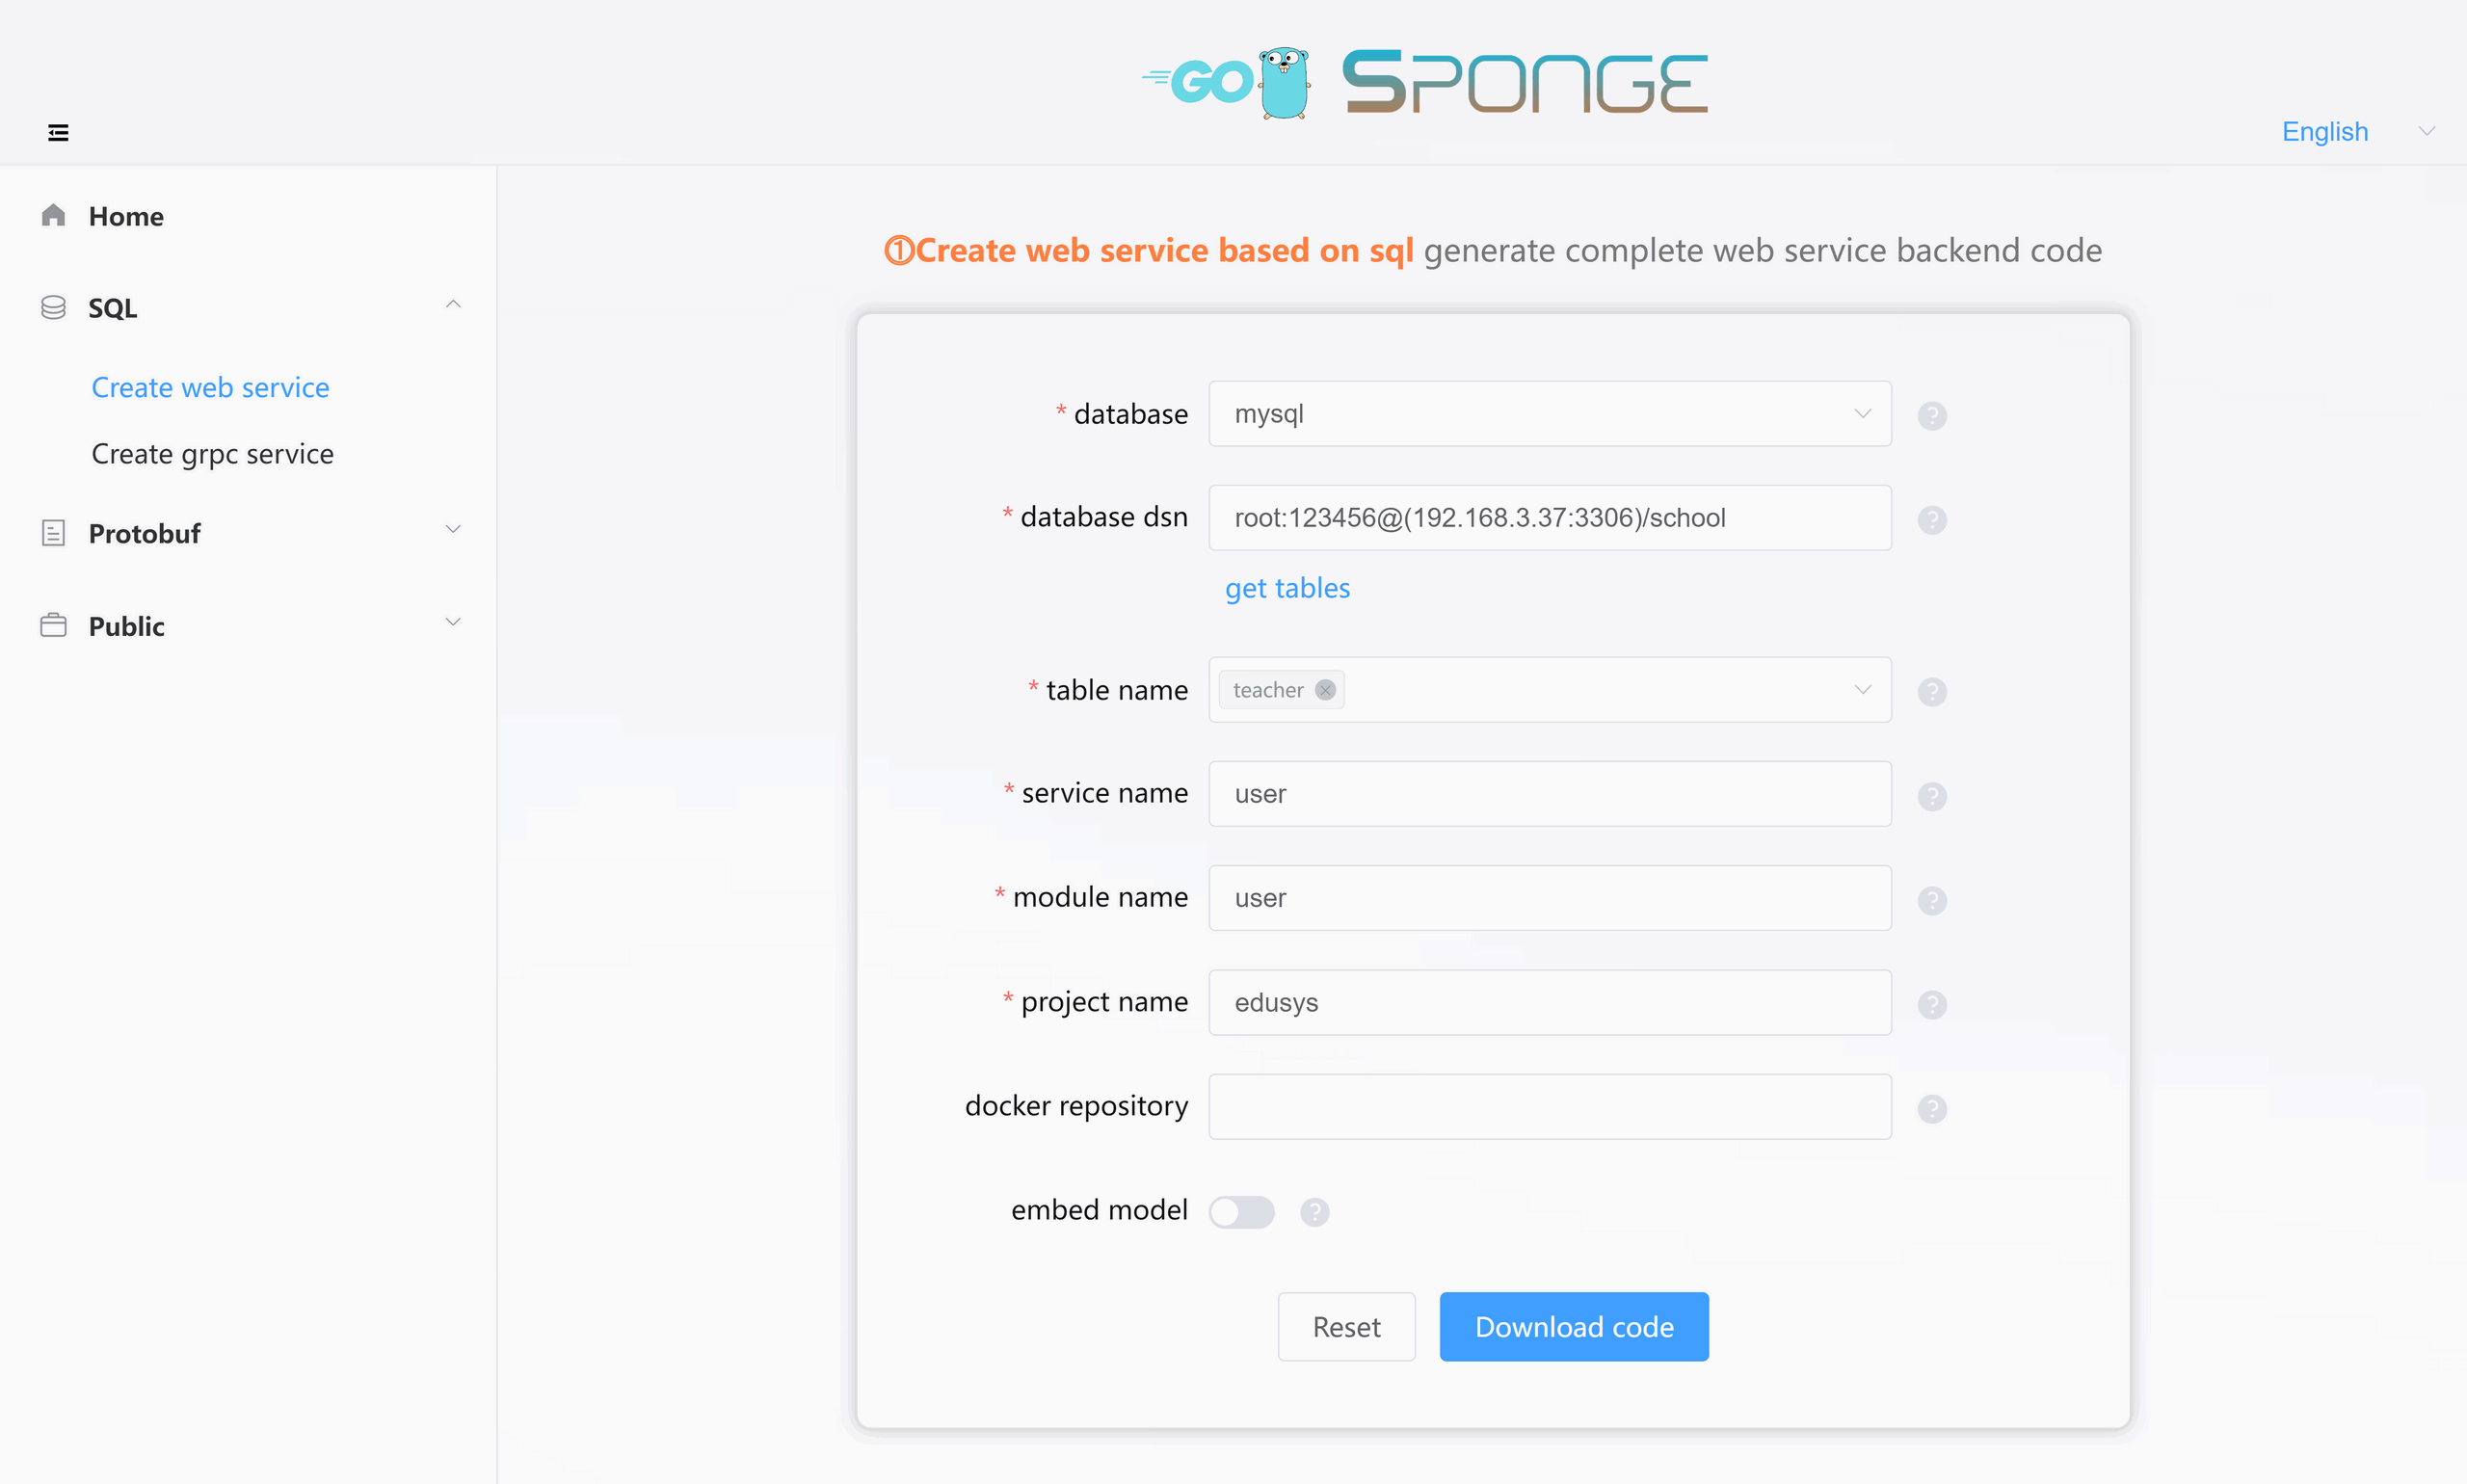 GO SPONGE
English
Home
①Create web service based on sql generate complete web service backend code
SQL
Create web service
* database mysql ?
Create grpc service
* database dsn root:123456@(192.168.3.37:3306)/school ?
Protobuf
get tables
Public
* table name teacher ?
* service name user ?
* module name user ?
* project name edusys ?
docker repository ?
embed model ?
Reset Download code